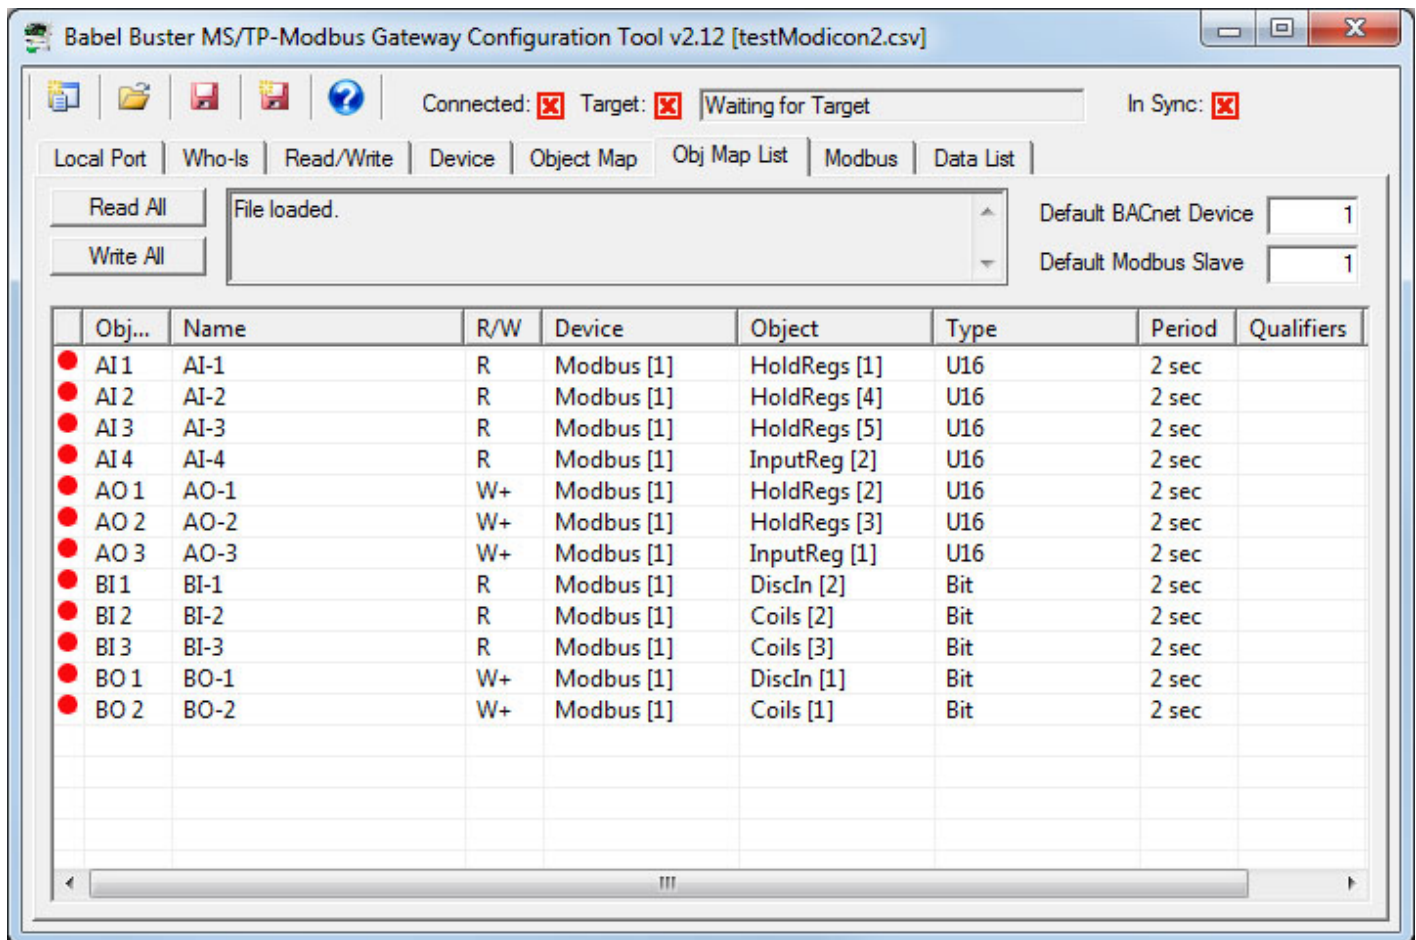 Babel Buster MS/TP-Modbus Gateway Configuration Tool v2.12 [testModicon2.csv]
Connected: Target: Waiting for Target In Sync:
Local Port Who-Is Read/Write Device Object Map Obj Map List Modbus Data List
Read All File loaded. Default BACnet Device 1
Write All Default Modbus Slave 1
Obj... Name R/W Device Object Type Period Qualifiers
AI 1 AI-1 R Modbus [1] HoldRegs [1] U16 2 sec
AI 2 AI-2 R Modbus [1] HoldRegs [4] U16 2 sec
AI 3 AI-3 R Modbus [1] HoldRegs [5] U16 2 sec
AI 4 AI-4 R Modbus [1] InputReg [2] U16 2 sec
AO 1 AO-1 W+ Modbus [1] HoldRegs [2] U16 2 sec
AO 2 AO-2 W+ Modbus [1] HoldRegs [3] U16 2 sec
AO 3 AO-3 W+ Modbus [1] InputReg [1] U16 2 sec
BI 1 BI-1 R Modbus [1] DiscIn [2] Bit 2 sec
BI 2 BI-2 R Modbus [1] Coils [2] Bit 2 sec
BI 3 BI-3 R Modbus [1] Coils [3] Bit 2 sec
BO 1 BO-1 W+ Modbus [1] DiscIn [1] Bit 2 sec
BO 2 BO-2 W+ Modbus [1] Coils [1] Bit 2 sec